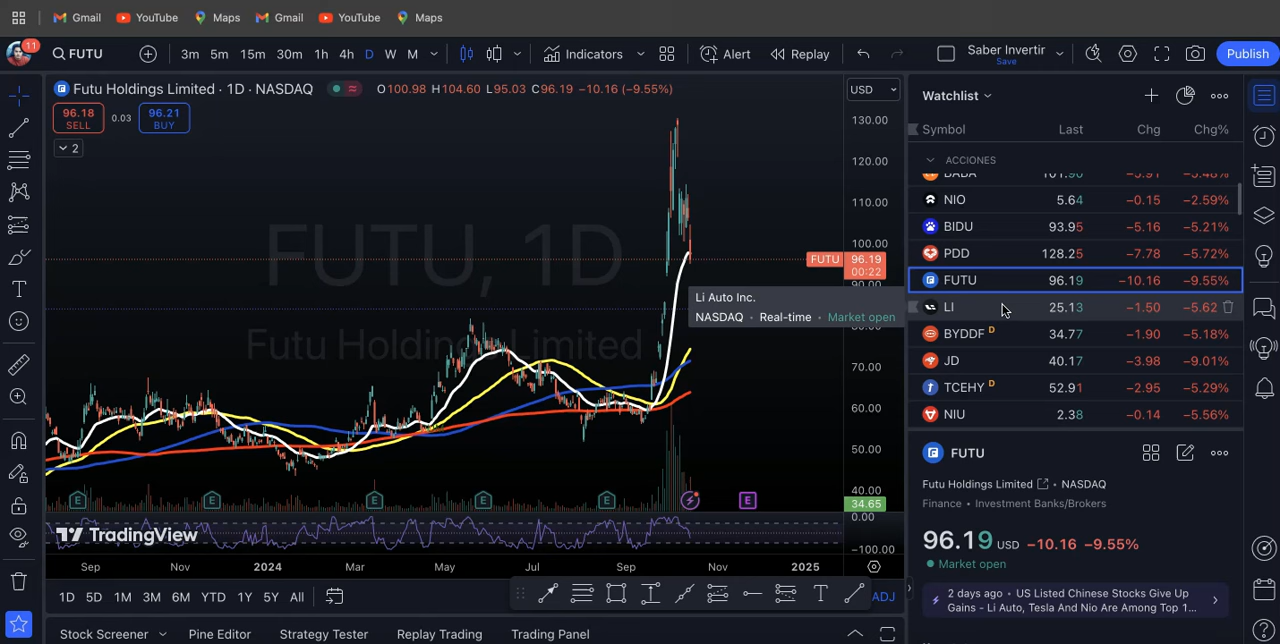 Gmail YouTube Maps Gmail YouTube Maps
11 FUTU 3m 5m 15m 30m 1h 4h D W M Indicators Alert Replay Saber Invertir Save Publish
Futu Holdings Limited · 1D · NASDAQ O100.98 H104.60 L95.03 C96.19 −10.16 (−9.55%) USD
96.18 SELL 0.03 96.21 BUY
2
130.00
120.00
110.00
100.00
FUTU 96.19
00:22
90.00
70.00
60.00
50.00
40.00
34.65
0.00
−100.00
FUTU, 1D
Futu Holdings Limited
Li Auto Inc.
NASDAQ · Real-time · Market open
E E E E E E
TradingView
Sep Nov 2024 Mar May Jul Sep Nov 2025
1D 5D 1M 3M 6M YTD 1Y 5Y All ADJ
Stock Screener Pine Editor Strategy Tester Replay Trading Trading Panel
Watchlist
Symbol Last Chg Chg%
ACCIONES
BABA 101.90 −5.91 −5.48%
NIO 5.64 −0.15 −2.59%
BIDU 93.95 −5.16 −5.21%
PDD 128.25 −7.78 −5.72%
FUTU 96.19 −10.16 −9.55%
LI 25.13 −1.50 −5.62
BYDDF D 34.77 −1.90 −5.18%
JD 40.17 −3.98 −9.01%
TCEHY D 52.91 −2.95 −5.29%
NIU 2.38 −0.14 −5.56%
FUTU
Futu Holdings Limited · NASDAQ
Finance · Investment Banks/Brokers
96.19 USD −10.16 −9.55%
Market open
2 days ago · US Listed Chinese Stocks Give Up
Gains - Li Auto, Tesla And Nio Are Among Top 1...